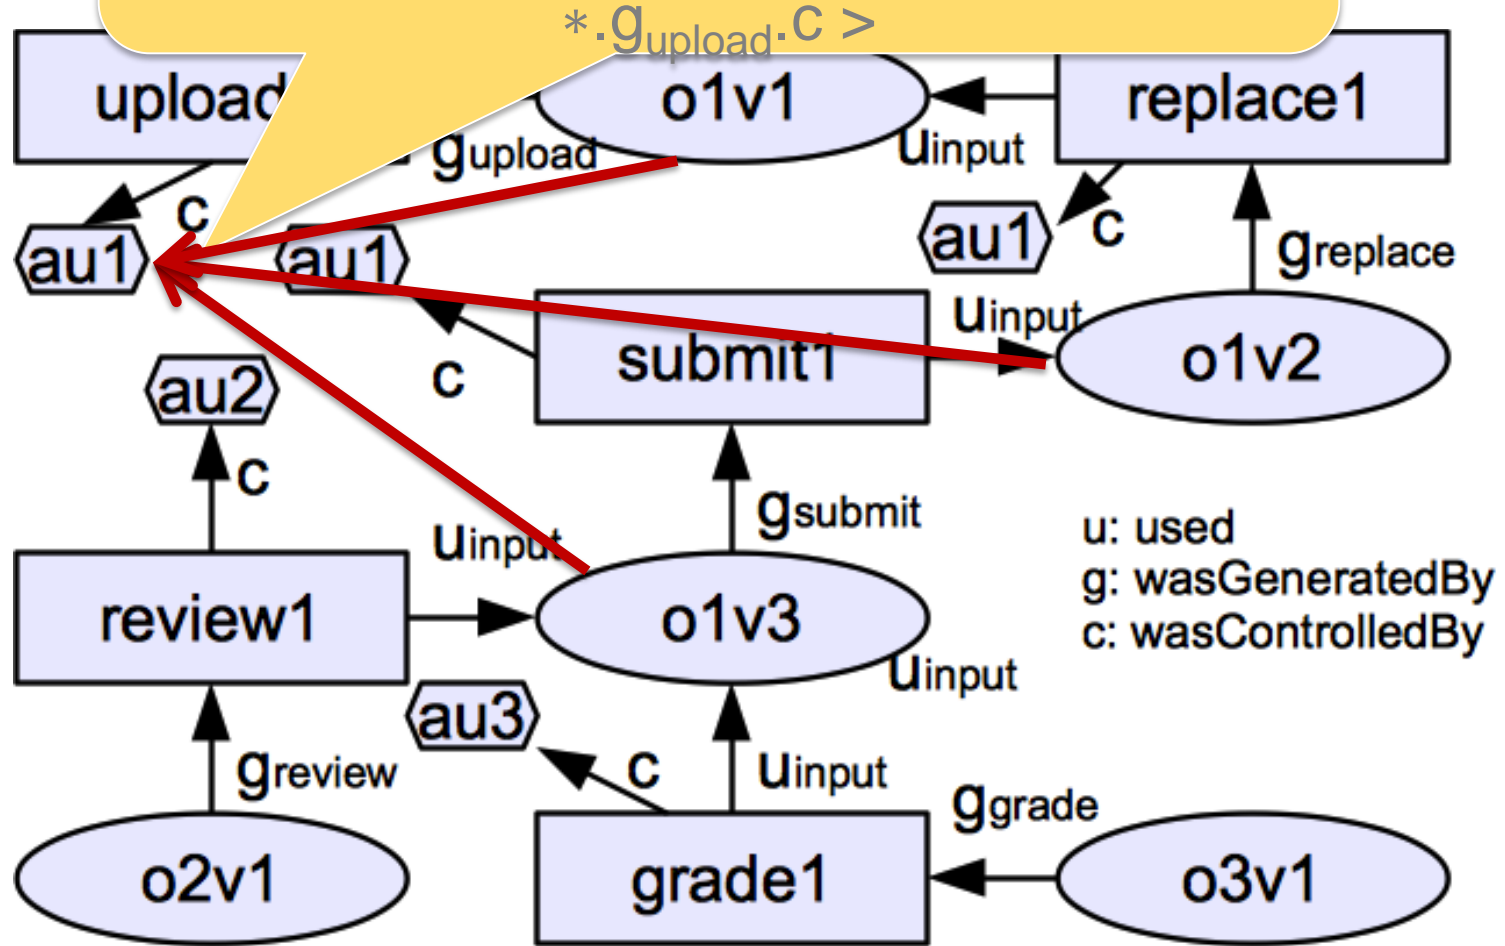 *.gupload.c >
upload
o1v1
replace1
gupload
uinput
c
au1
au1
au1
c
greplace
uinput
submit1
o1v2
c
au2
c
gsubmit
uinput
review1
o1v3
u: used
g: wasGeneratedBy
c: wasControlledBy
uinput
au3
greview
c
uinput
ggrade
o2v1
grade1
o3v1